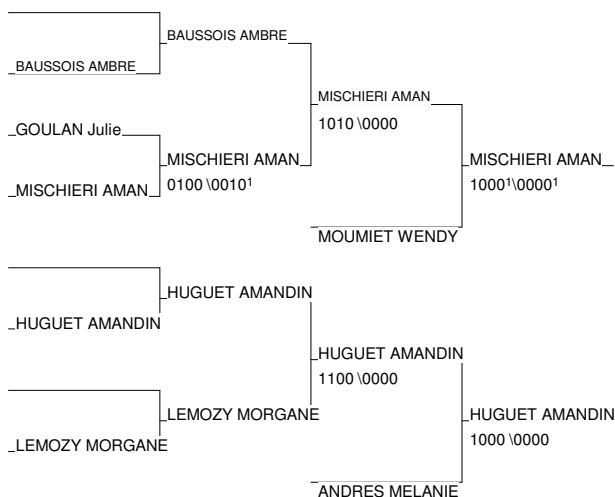 BAUSSOIS AMBRE
BAUSSOIS AMBRE
MISCHIERI AMAN
1010 \0000
GOULAN Julie
MISCHIERI AMAN
0100 \0010¹
MISCHIERI AMAN
1000¹\0000¹
MISCHIERI AMAN
MOUMIET WENDY
HUGUET AMANDIN
HUGUET AMANDIN
HUGUET AMANDIN
1100 \0000
LEMOZY MORGANE
HUGUET AMANDIN
1000 \0000
LEMOZY MORGANE
ANDRES MELANIE